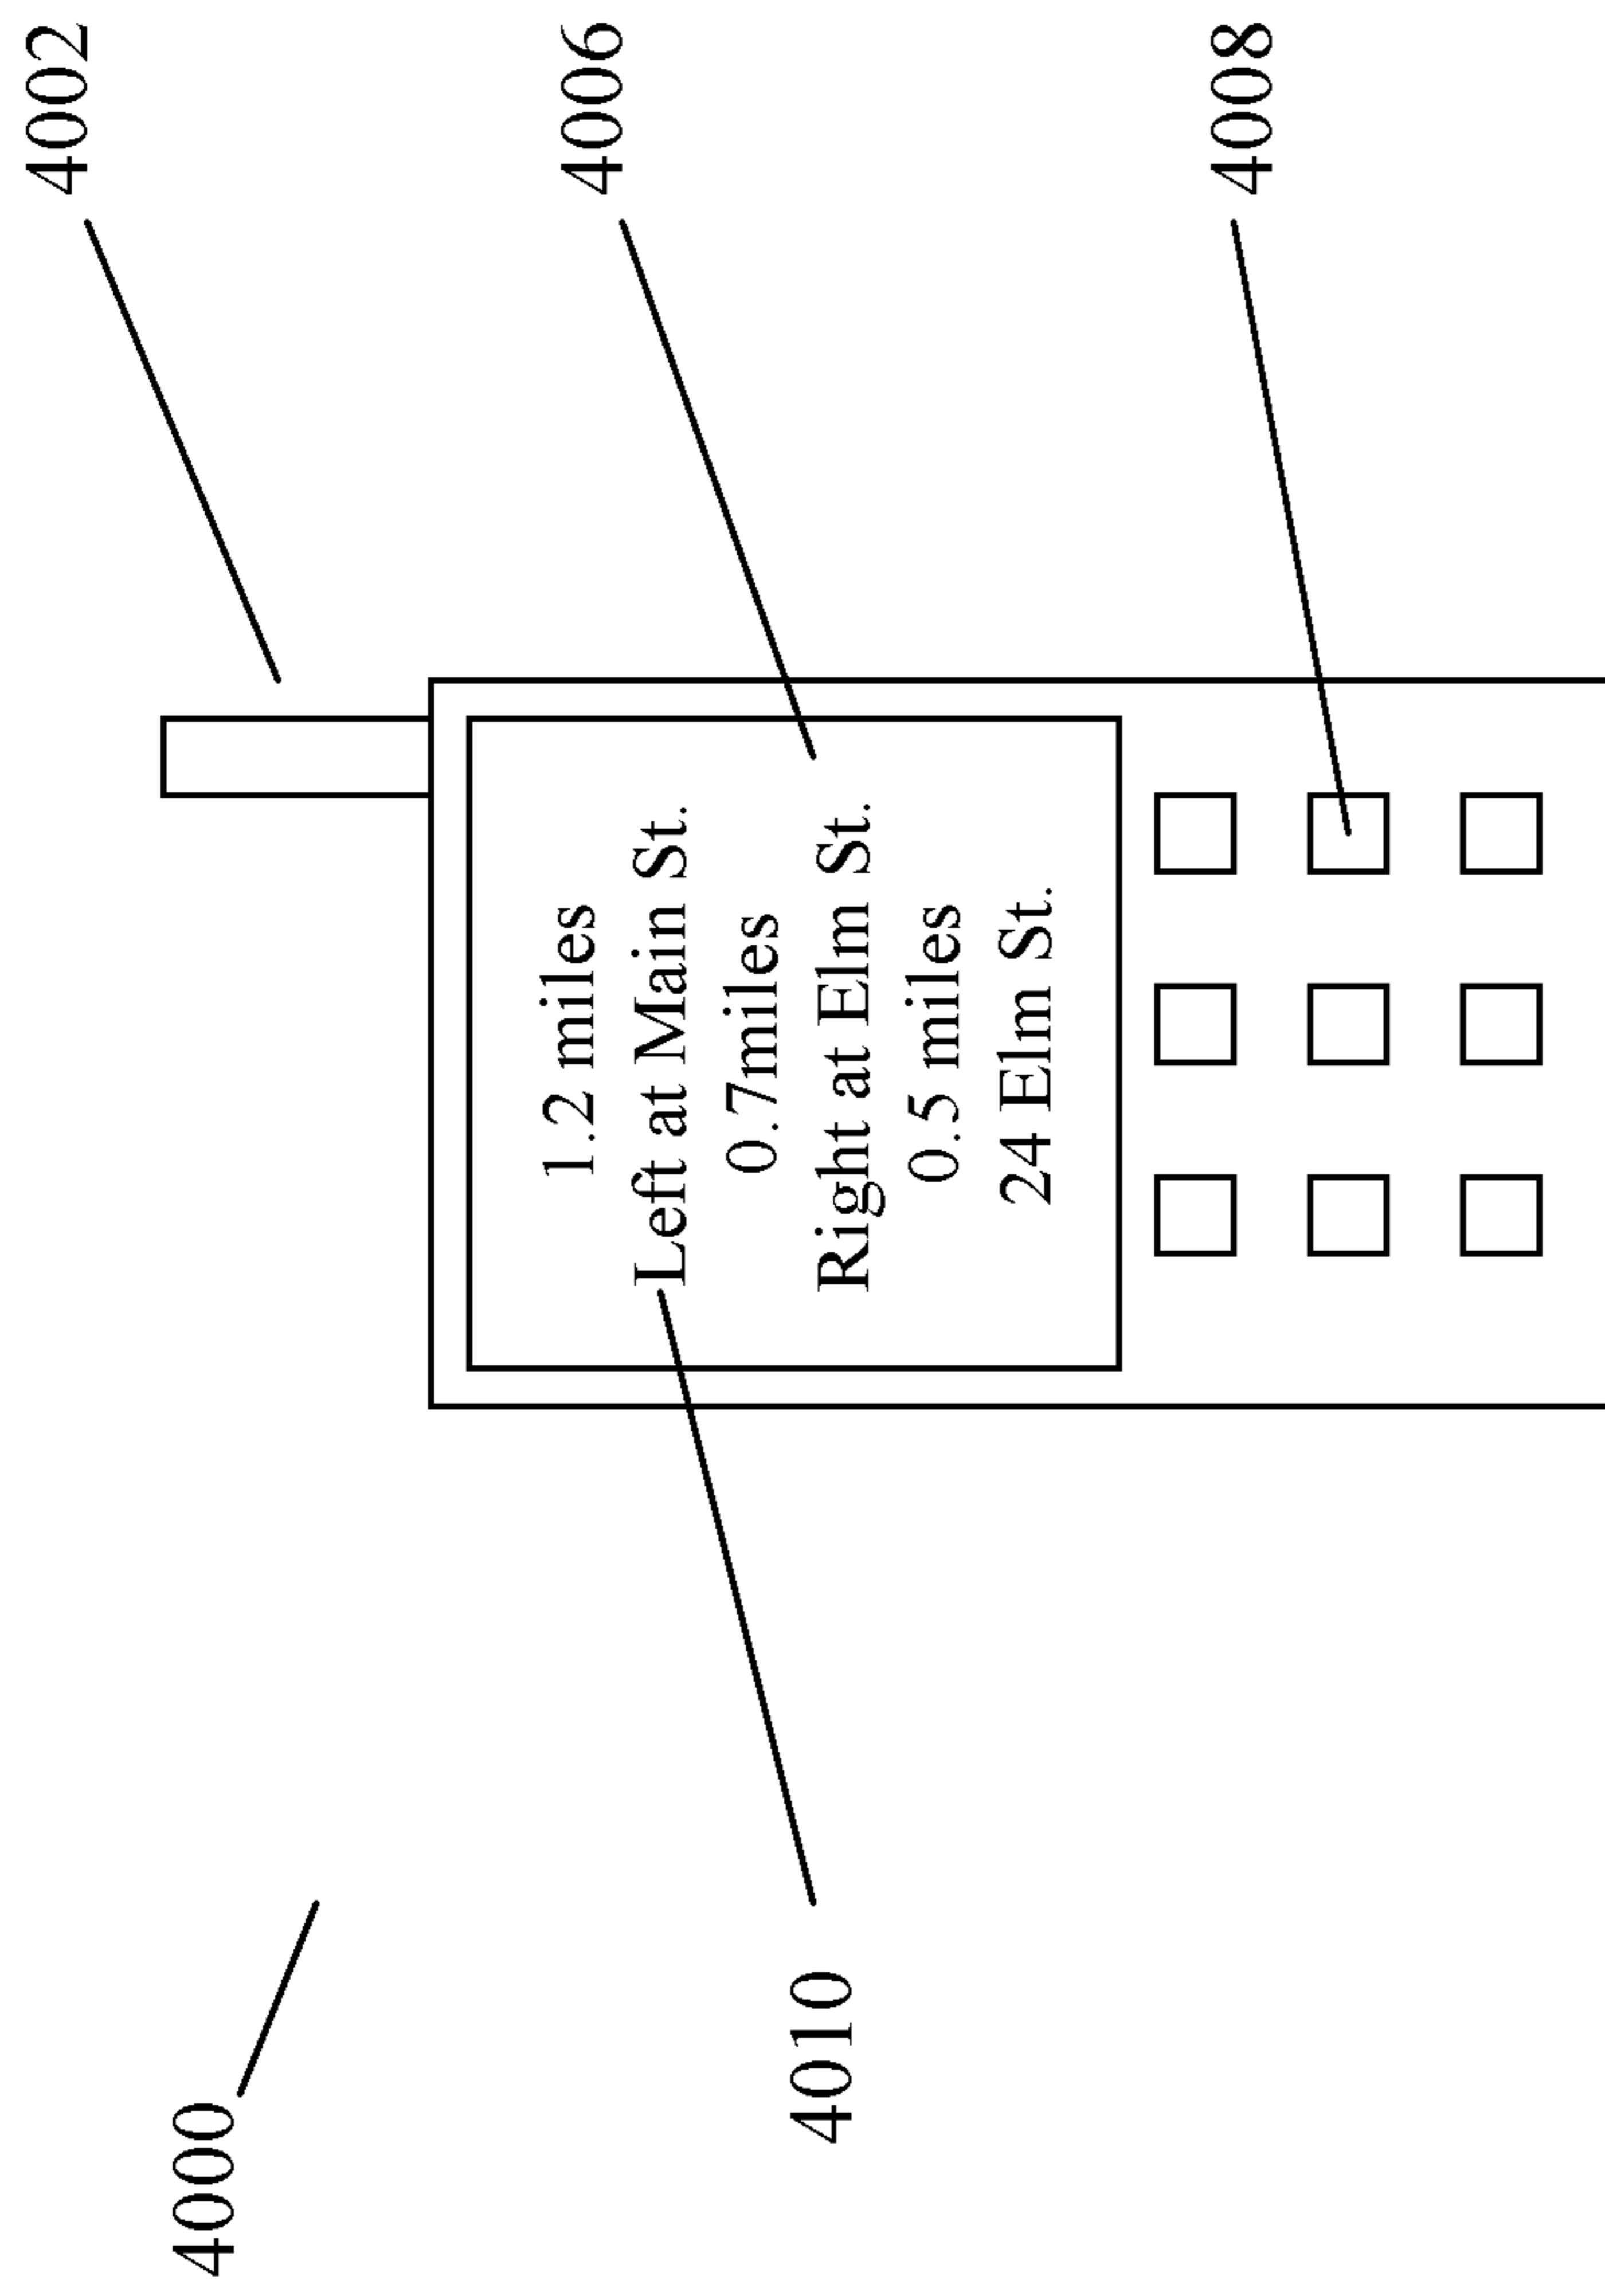 4002
4006
4008
1.2 miles
Left at Main St.
0.7miles
Right at Elm St.
0.5 miles
24 Elm St.
4010
4000